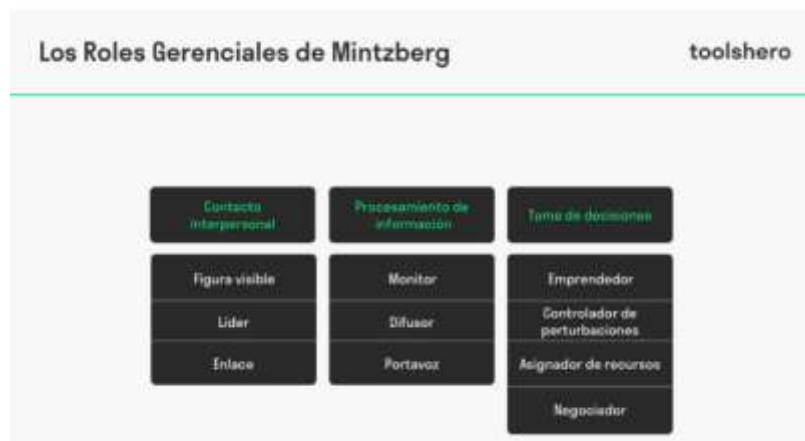 Los Roles Gerenciales de Mintzberg
toolshero
Contacto
interpersonal
Procesamiento de
información
Toma de decisiones
Figura visible
Monitor
Emprendedor
Líder
Difusor
Controlador de
perturbaciones
Enlace
Portavoz
Asignador de recursos
Negociador